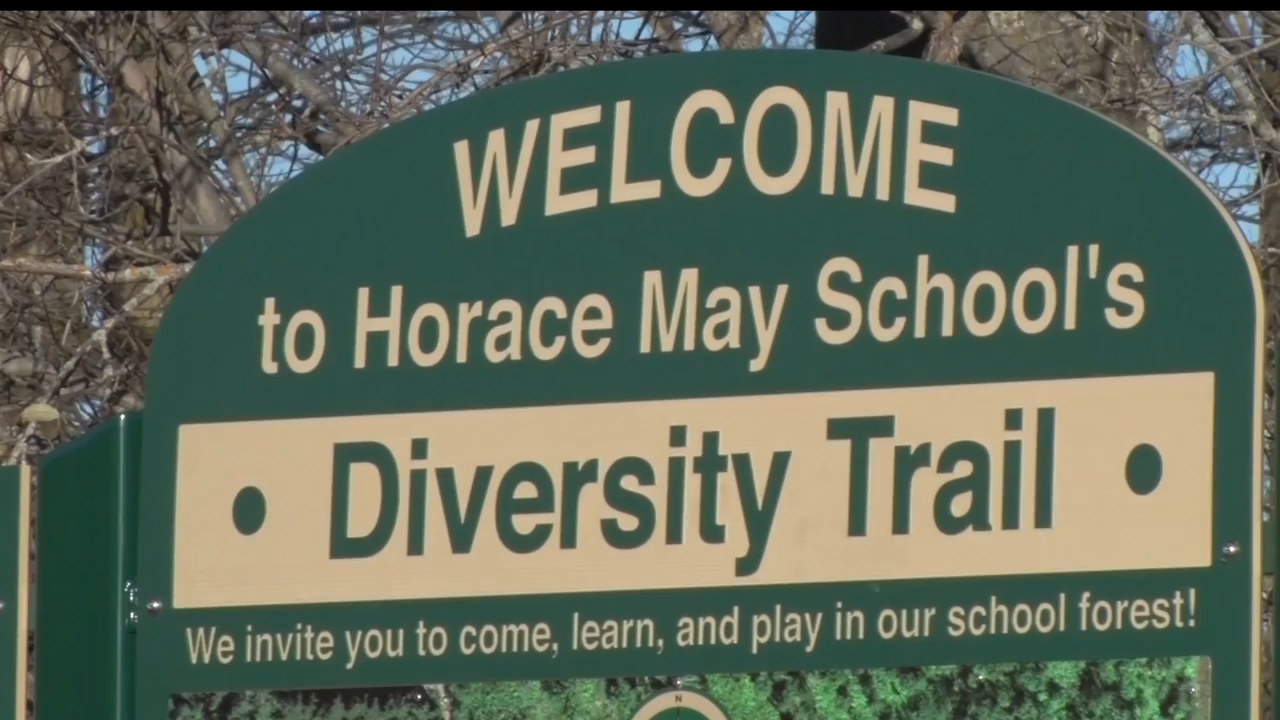 WELCOME
to Horace May School's
• Diversity Trail •
We invite you to come, learn, and play in our school forest!
N